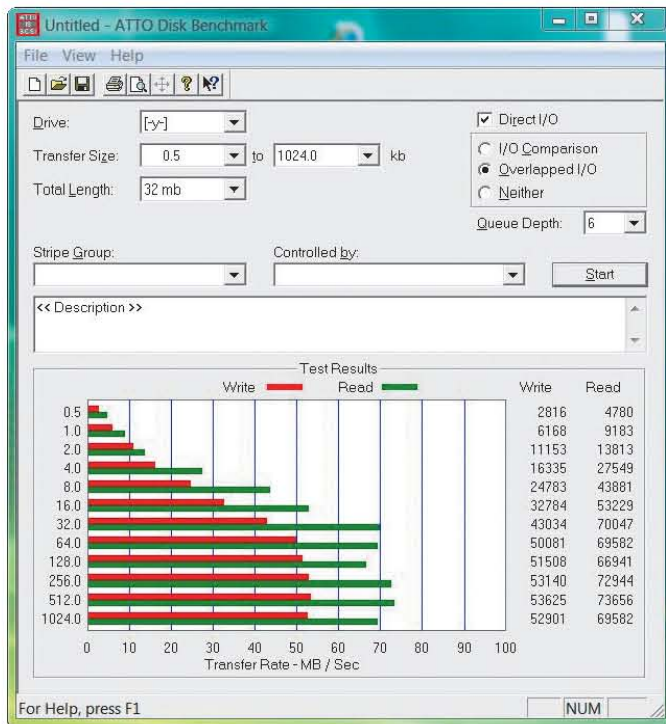 ATTO
Untitled - ATTO Disk Benchmark
File View Help
Drive: [-y-]
Direct I/O
Transfer Size: 0.5 to 1024.0 kb
I/O Comparison
Overlapped I/O
Total Length: 32 mb
Neither
Queue Depth: 6
Stripe Group: Controlled by:
Start
<< Description >>
Test Results
Write Read Write Read
0.5 2816 4780
1.0 6168 9183
2.0 11153 13813
4.0 16335 27549
8.0 24783 43881
16.0 32784 53229
32.0 43034 70047
64.0 50081 69582
128.0 51508 66941
256.0 53140 72944
512.0 53625 73656
1024.0 52901 69582
0 10 20 30 40 50 60 70 80 90 100
Transfer Rate - MB / Sec
For Help, press F1 NUM